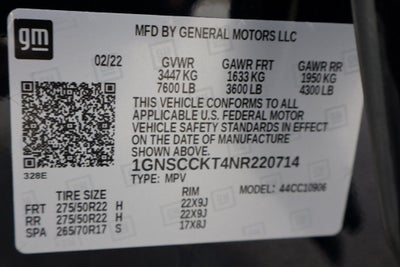 gm
MFD BY GENERAL MOTORS LLC
02/22 GVWR GAWR FRT GAWR RR
3447 KG 1633 KG 1950 KG
7600 LB 3600 LB 4300 LB
THIS VEHICLE CONFORMS TO ALL
APPLICABLE U.S. FEDERAL MOTOR
VEHICLE SAFETY STANDARDS IN EFFECT
ON THE DATE OF MANUFACTURE
SHOWN ABOVE.
1GNSCCKT4NR220714
328E TYPE: MPV MODEL: 44CC10906
TIRE SIZE RIM
FRT 275/50R22 H 22X9J
RR 275/50R22 H 22X9J
SPA 265/70R17 S 17X8J